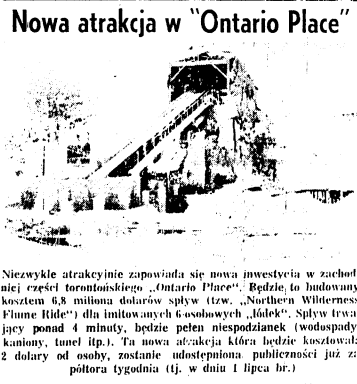 Nowa atrakcja w "Ontario Place"
Niezwykle atrakcyjnie zapowiada się nowa inwestycja w zachod
niej części torontońskiego „Ontario Place”. Będzie to budowany
kosztem 6,8 miliona dolarów spływ (tzw. „Northern Wilderness
Flume Ride”) dla imitowanych 6-osobowych „łódek”. Spływ trwa
jący ponad 4 minuty, będzie pełen niespodzianek (wodospady
kaniony, tunel itp.). Ta nowa atrakcja która będzie kosztowała
2 dolary od osoby, zostanie udostępniona publiczności już za
półtora tygodnia (tj. w dniu 1 lipca br.)